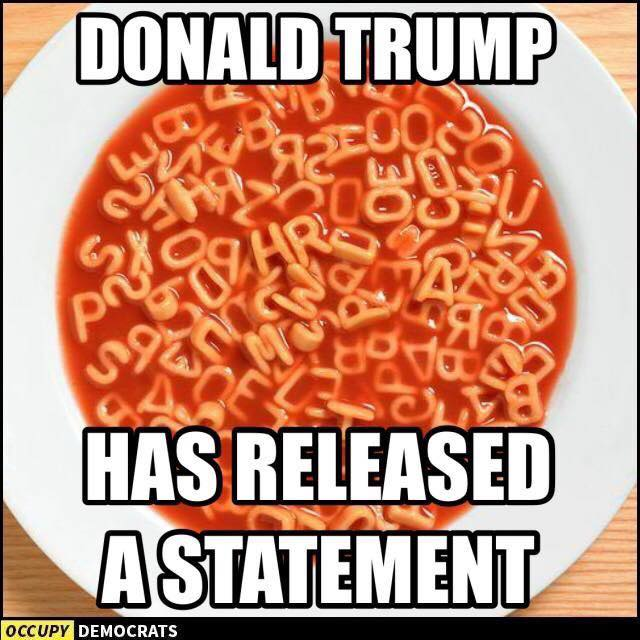 DONALD TRUMP
HAS RELEASED
A STATEMENT
OCCUPY DEMOCRATS